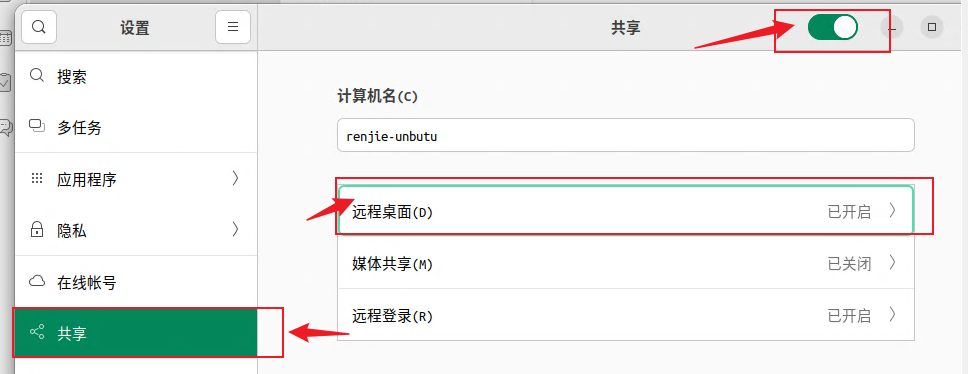 设置
共享
搜索
多任务
应用程序
隐私
在线帐号
共享
计算机名(C)
renjie-unbutu
远程桌面(D) 已开启
媒体共享(M) 已关闭
远程登录(R) 已开启